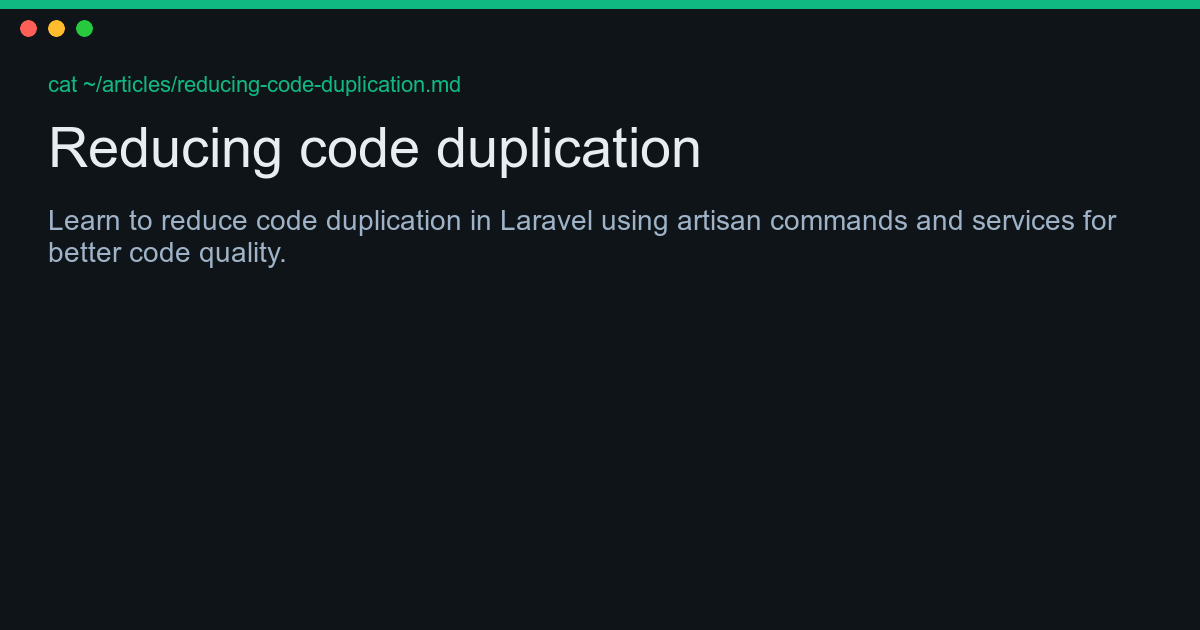 cat ~/articles/reducing-code-duplication.md
Reducing code duplication
Learn to reduce code duplication in Laravel using artisan commands and services for
better code quality.